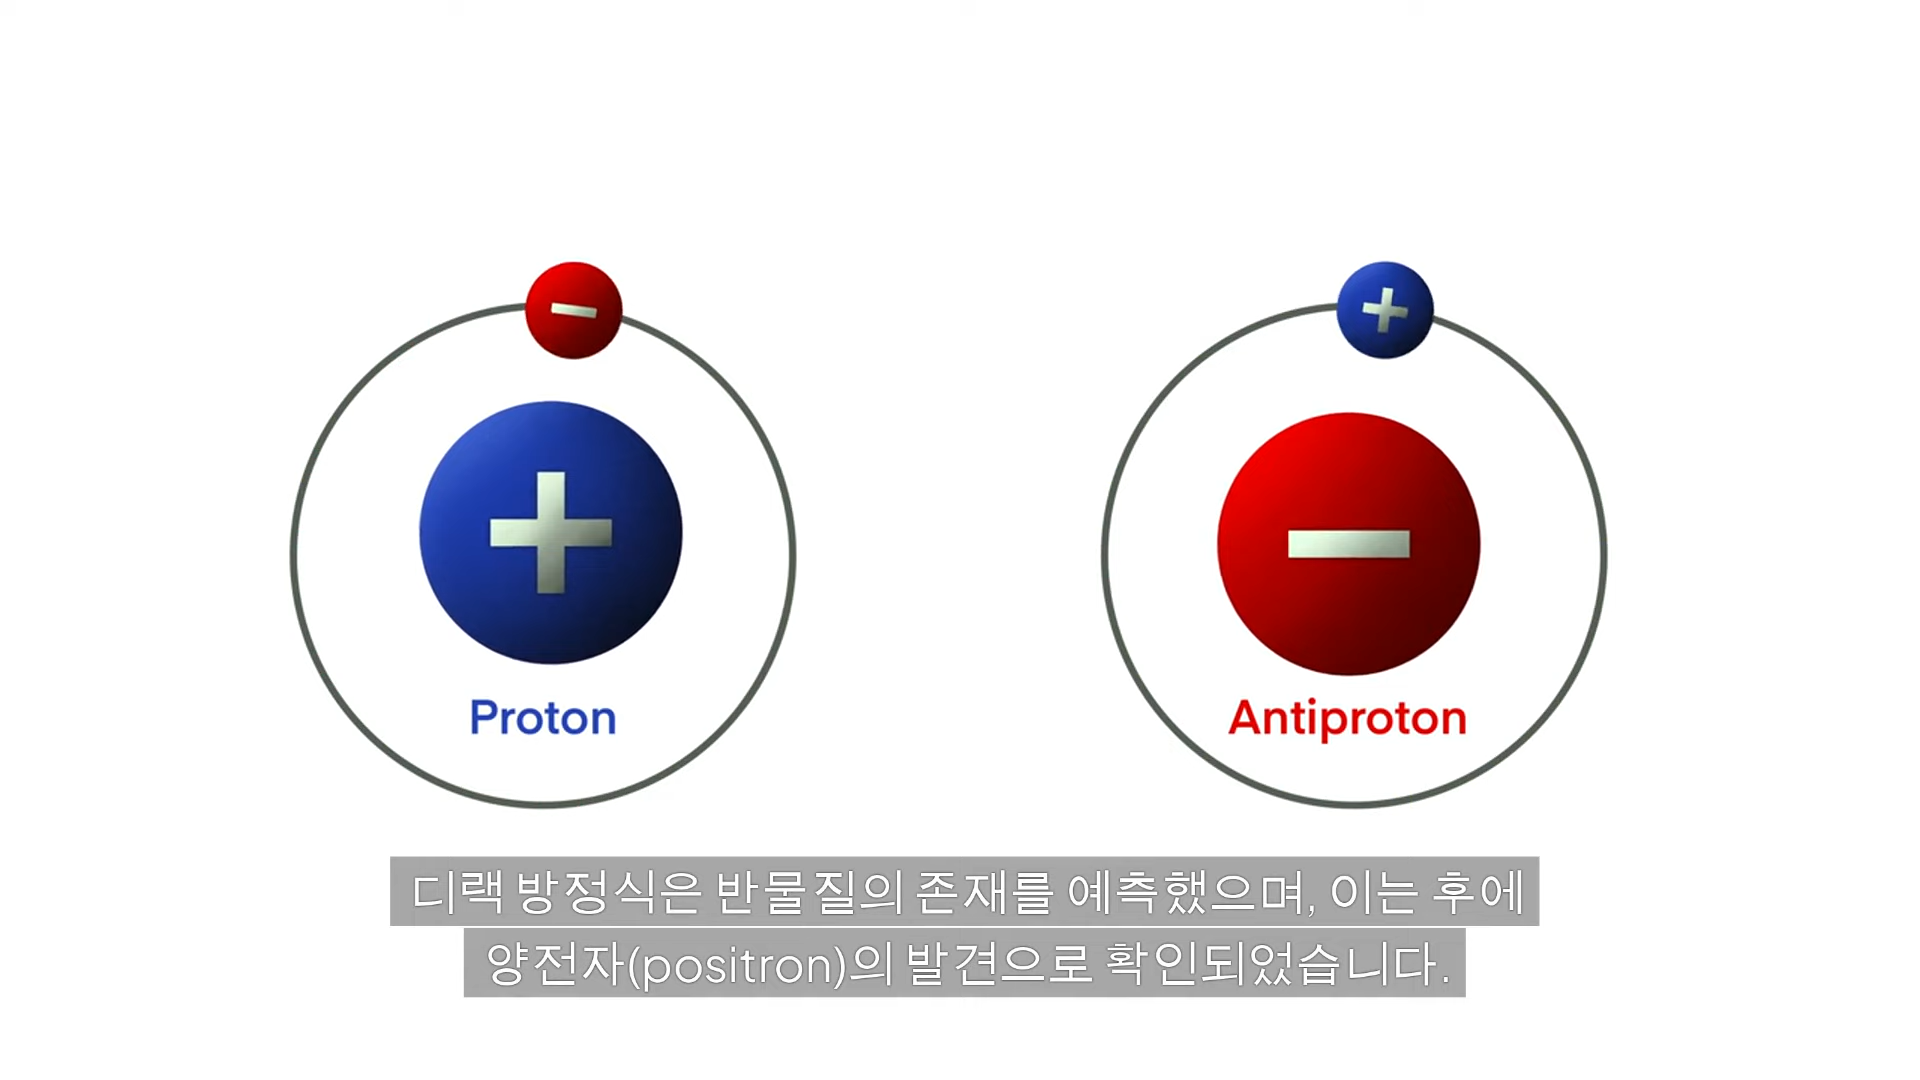 Proton
Antiproton
디랙 방정식은 반물질의 존재를 예측했으며, 이는 후에
양전자(positron)의 발견으로 확인되었습니다.